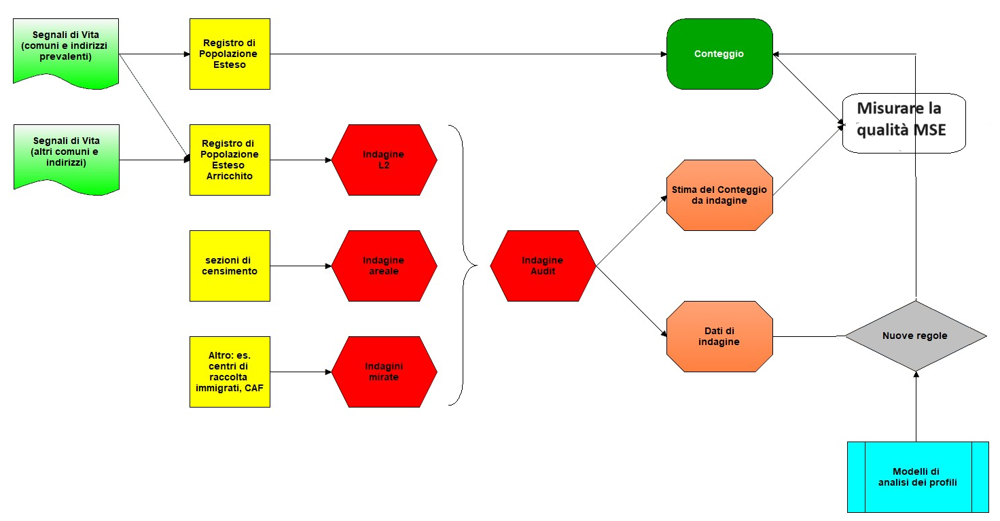 Segnali di Vita
(comuni e indirizzi
prevalenti)
Registro di
Popolazione
Esteso
Conteggio
Misurare la
qualità MSE
Segnali di Vita
(altri comuni e
indirizzi)
Registro di
Popolazione
Esteso
Arricchito
Indagine
L2
Stima del Conteggio
da indagine
sezioni di
censimento
Indagine
areale
Indagine
Audit
Altro: es.
centri di
raccolta
immigrati, CAF
Indagini
mirate
Dati di
indagine
Nuove regole
Modelli di
analisi dei profili